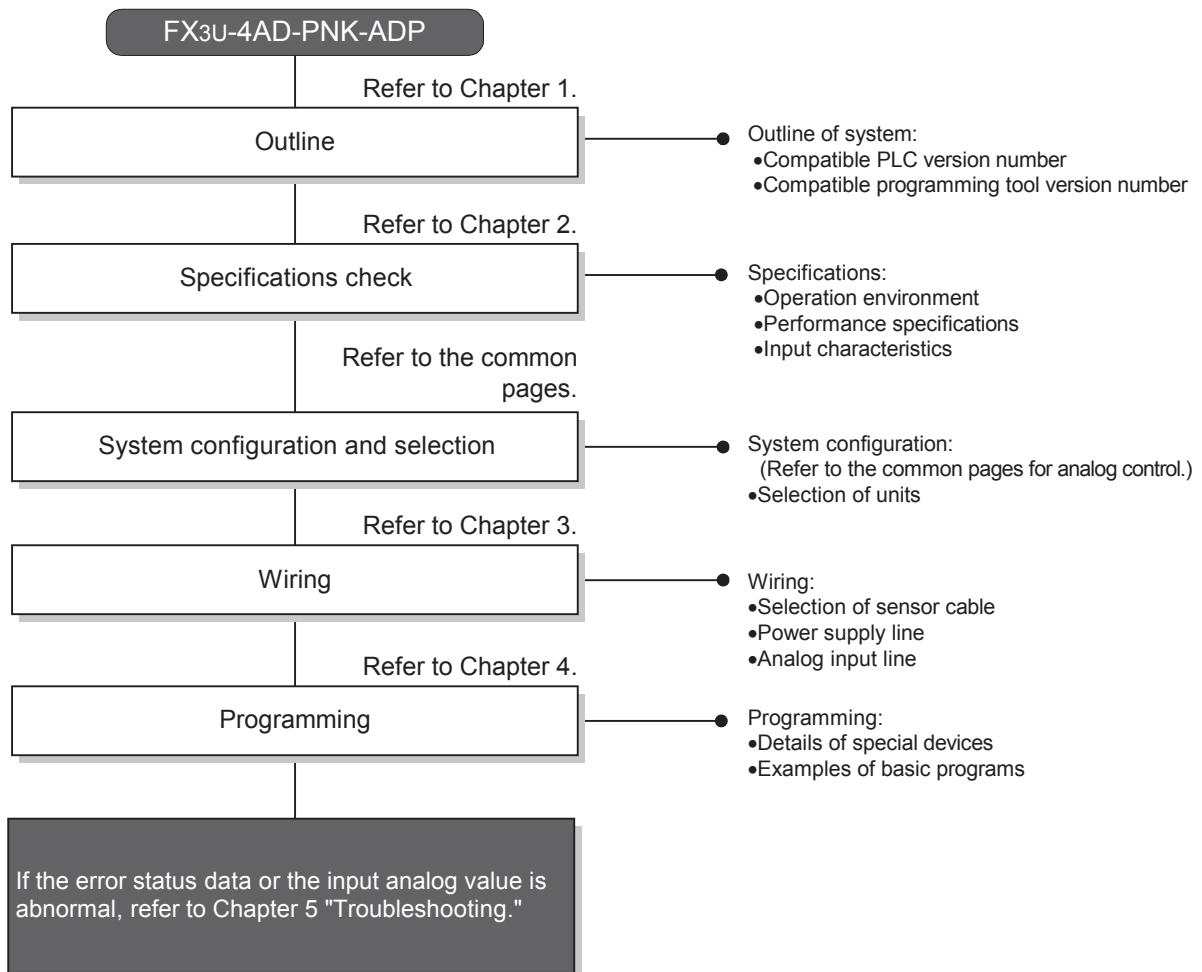 FX3U-4AD-PNK-ADP
Refer to Chapter 1.
Outline
Outline of system:
•Compatible PLC version number
•Compatible programming tool version number
Refer to Chapter 2.
Specifications check
Specifications:
•Operation environment
•Performance specifications
•Input characteristics
Refer to the common
pages.
System configuration and selection
System configuration:
(Refer to the common pages for analog control.)
•Selection of units
Refer to Chapter 3.
Wiring
Wiring:
•Selection of sensor cable
•Power supply line
•Analog input line
Refer to Chapter 4.
Programming
Programming:
•Details of special devices
•Examples of basic programs
If the error status data or the input analog value is
abnormal, refer to Chapter 5 "Troubleshooting."